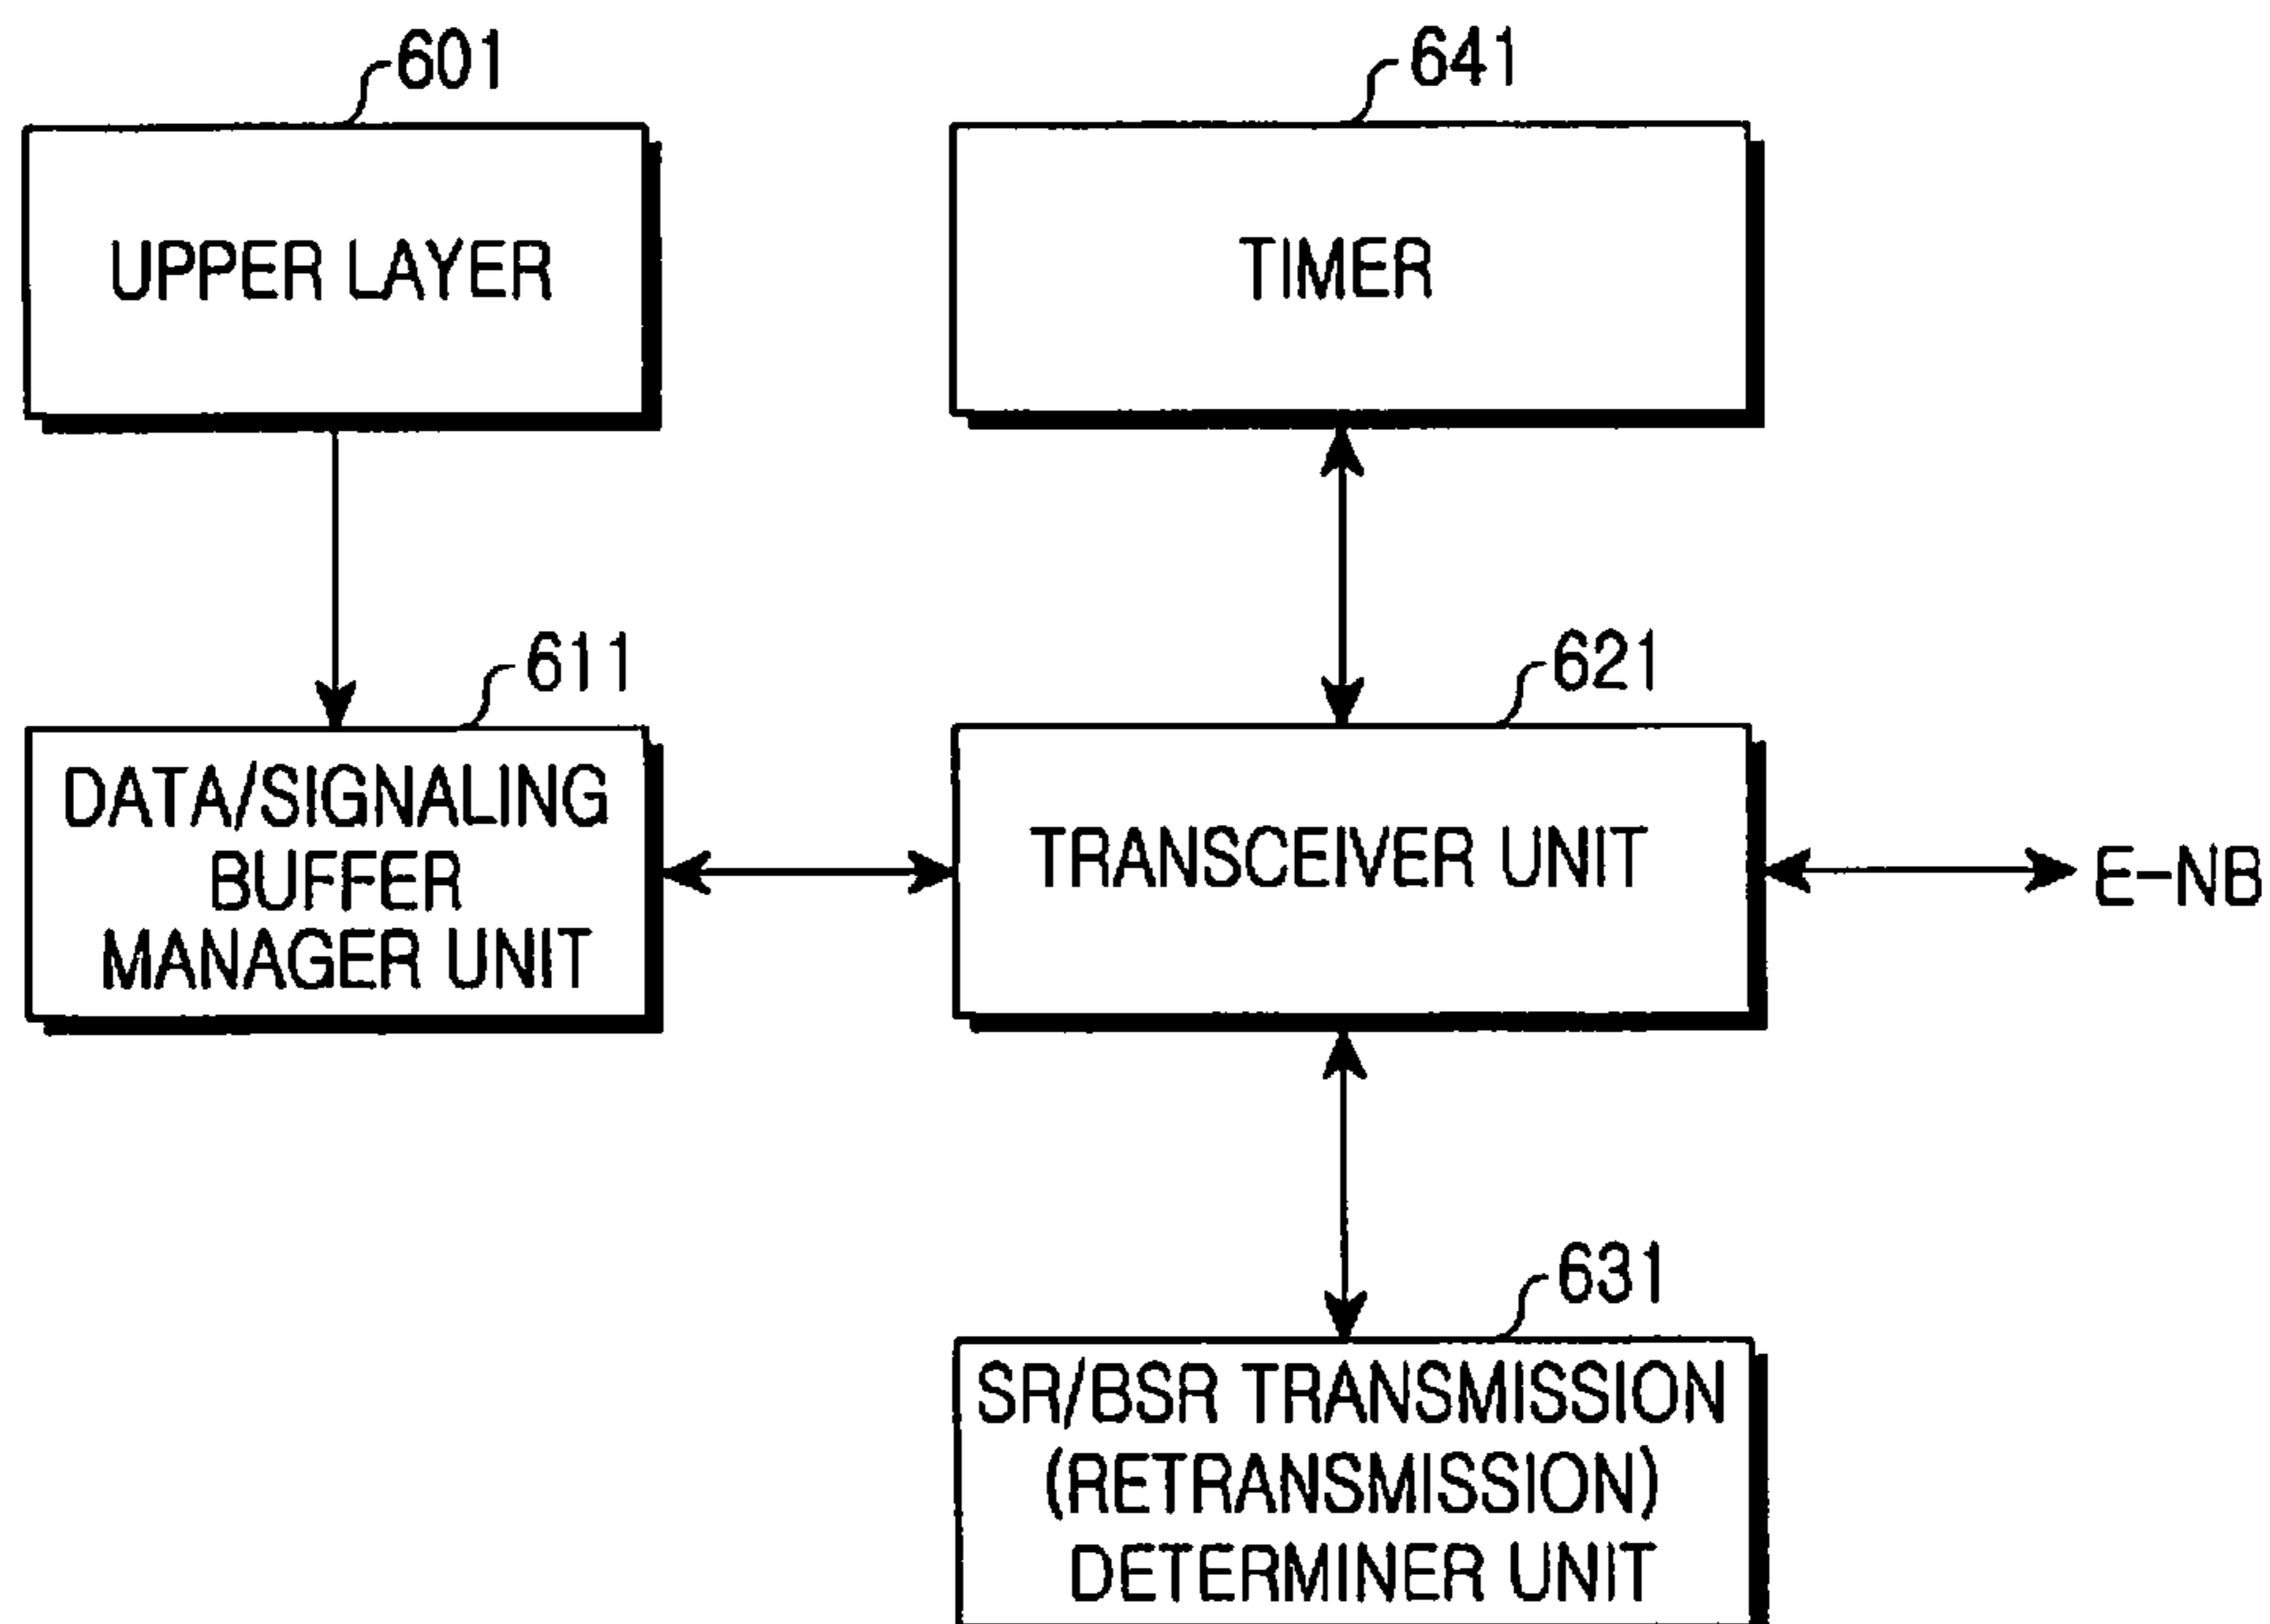 601
641
UPPER LAYER
TIMER
611
621
DATA/SIGNALING
BUFFER
MANAGER UNIT
TRANSCEIVER UNIT
E-NB
631
SR/BSR TRANSMISSION
(RETRANSMISSION)
DETERMINER UNIT